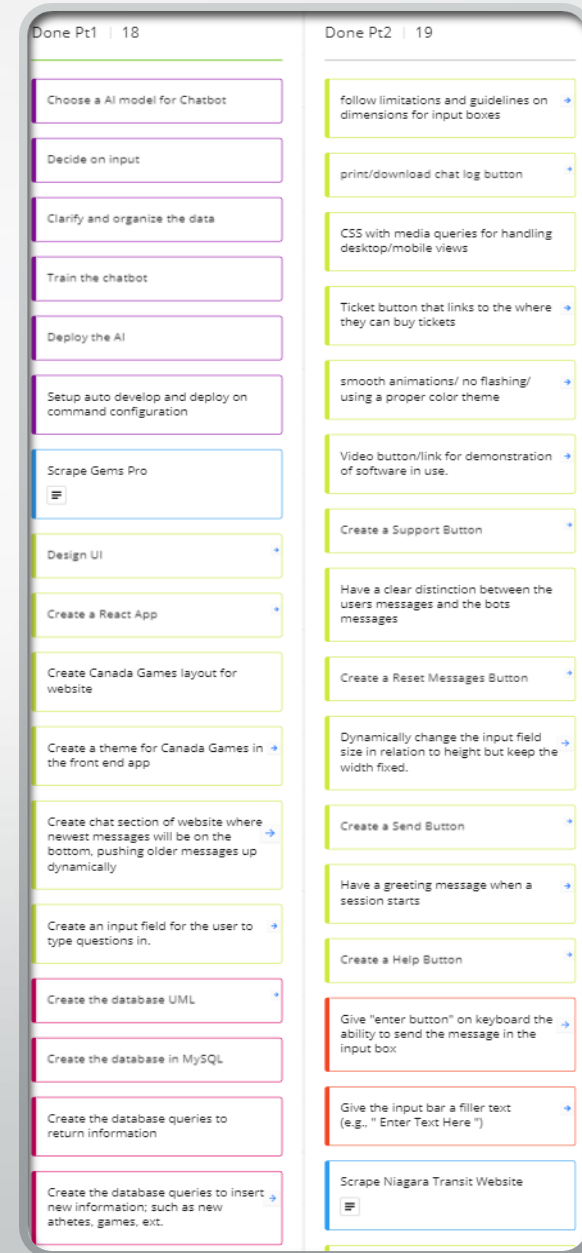 Done Pt1 | 18
Choose a AI model for Chatbot
Decide on input
Clarify and organize the data
Train the chatbot
Deploy the AI
Setup auto develop and deploy on
command configuration
Scrape Gems Pro
Design UI
Create a React App
Create Canada Games layout for
website
Create a theme for Canada Games in
the front end app
Create chat section of website where
newest messages will be on the
bottom, pushing older messages up
dynamically
Create an input field for the user to
type questions in.
Create the database UML
Create the database in MySQL
Create the database queries to
return information
Create the database queries to insert
new information; such as new
athetes, games, ext.
Done Pt2 | 19
follow limitations and guidelines on
dimensions for input boxes
print/download chat log button
CSS with media queries for handling
desktop/mobile views
Ticket button that links to the where
they can buy tickets
smooth animations/ no flashing/
using a proper color theme
Video button/link for demonstration
of software in use.
Create a Support Button
Have a clear distinction between the
users messages and the bots
messages
Create a Reset Messages Button
Dynamically change the input field
size in relation to height but keep the
width fixed.
Create a Send Button
Have a greeting message when a
session starts
Create a Help Button
Give "enter button" on keyboard the
ability to send the message in the
input box
Give the input bar a filler text
(e.g., " Enter Text Here ")
Scrape Niagara Transit Website